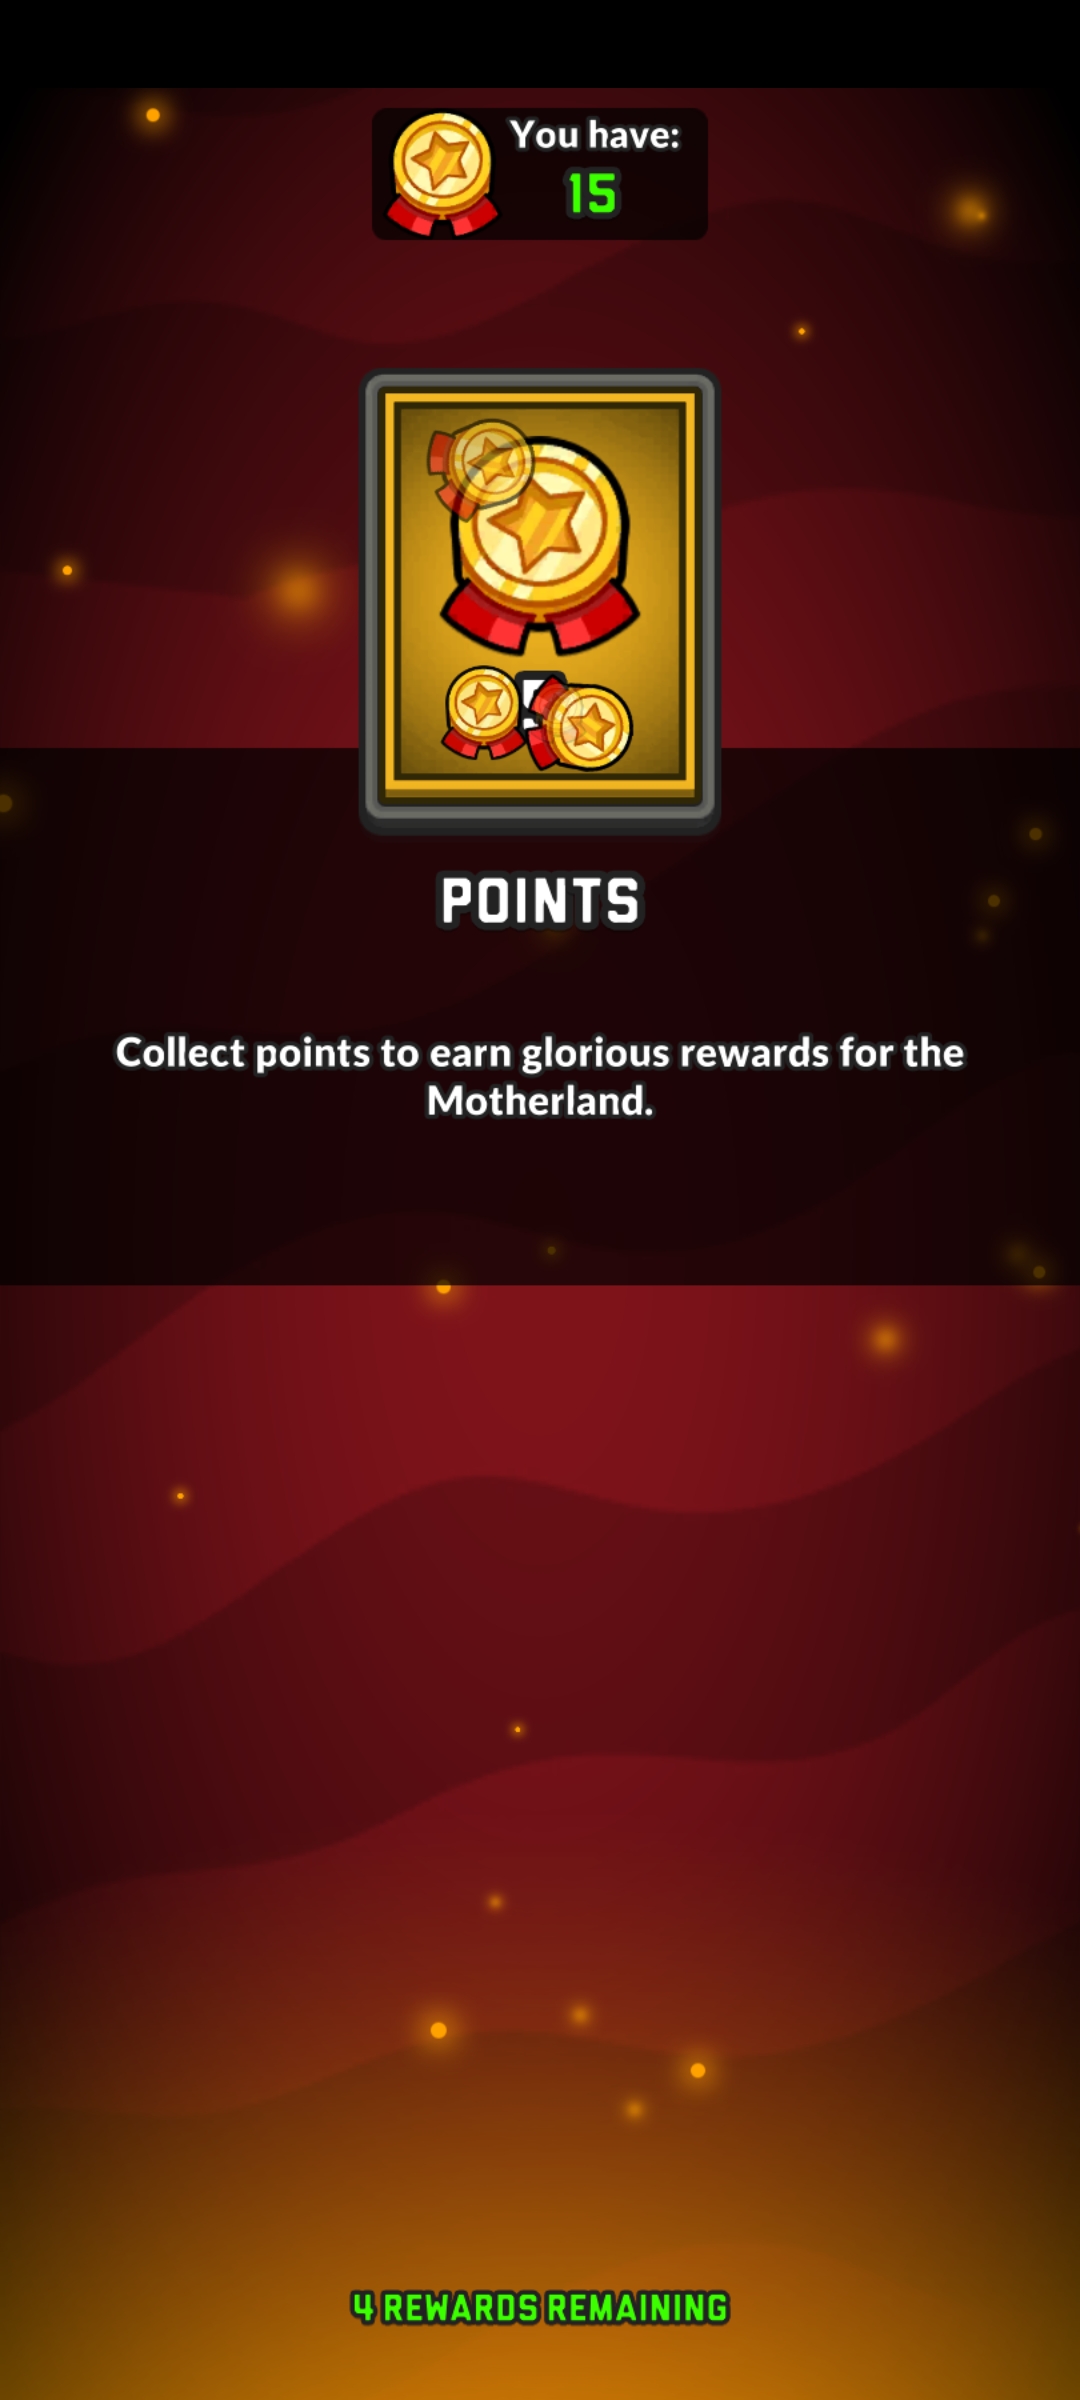 You have:
15
POINTS
Collect points to earn glorious rewards for the
Motherland.
4 REWARDS REMAINING